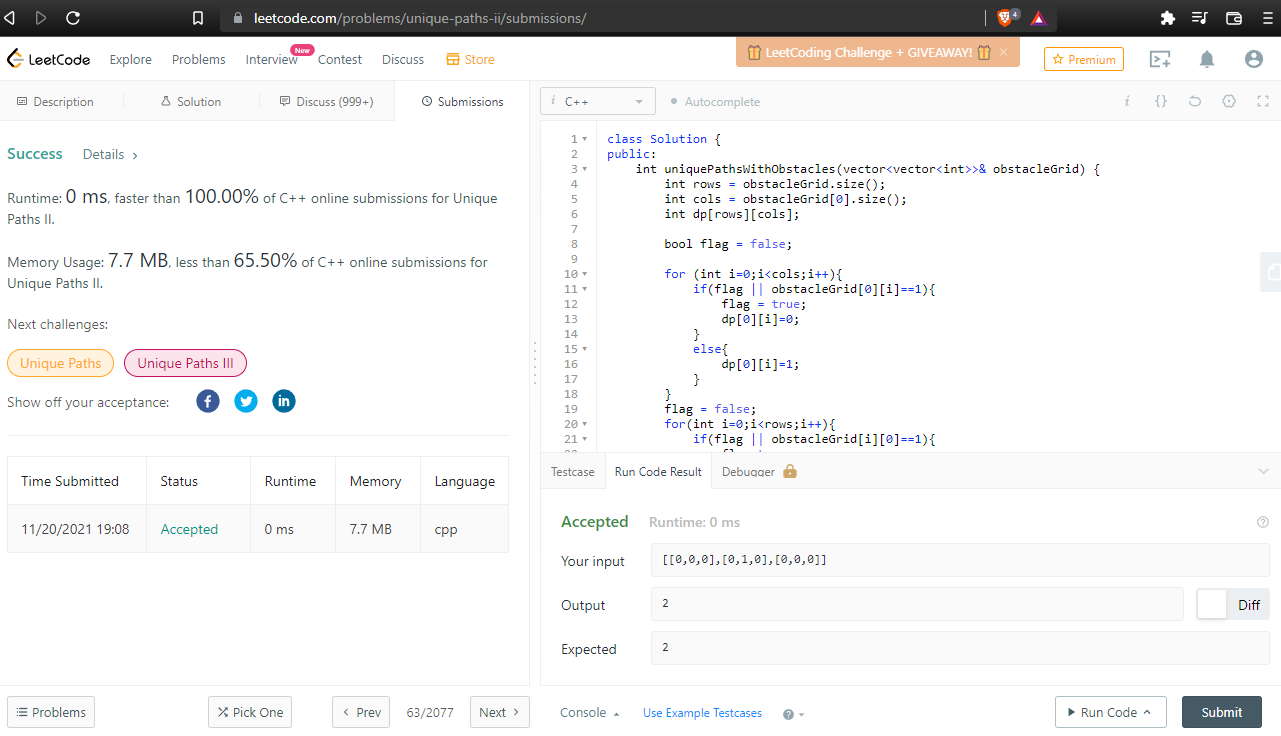 leetcode.com/problems/unique-paths-ii/submissions/
4
LeetCode
Explore
Problems
Interview
New
Contest
Discuss
Store
LeetCoding Challenge + GIVEAWAY!
×
Premium
Description
Solution
Discuss (999+)
Submissions
Success
Details >
Runtime: 0 ms, faster than 100.00% of C++ online submissions for Unique
Paths II.
Memory Usage: 7.7 MB, less than 65.50% of C++ online submissions for
Unique Paths II.
Next challenges:
Unique Paths
Unique Paths III
Show off your acceptance:
Time Submitted Status Runtime Memory Language
11/20/2021 19:08 Accepted 0 ms 7.7 MB cpp
Problems
Pick One
< Prev
63/2077
Next >
i C++
Autocomplete
i {}
1 class Solution {
2 public:
3 int uniquePathsWithObstacles(vector<vector<int>>& obstacleGrid) {
4 int rows = obstacleGrid.size();
5 int cols = obstacleGrid[0].size();
6 int dp[rows][cols];
7
8 bool flag = false;
9
10 for (int i=0;i<cols;i++){
11 if(flag || obstacleGrid[0][i]==1){
12 flag = true;
13 dp[0][i]=0;
14 }
15 else{
16 dp[0][i]=1;
17 }
18 }
19 flag = false;
20 for(int i=0;i<rows;i++){
21 if(flag || obstacleGrid[i][0]==1){
Testcase
Run Code Result
Debugger
Accepted
Runtime: 0 ms
?
Your input
[[0,0,0],[0,1,0],[0,0,0]]
Output
2
Diff
Expected
2
Console
Use Example Testcases
?
Run Code
Submit